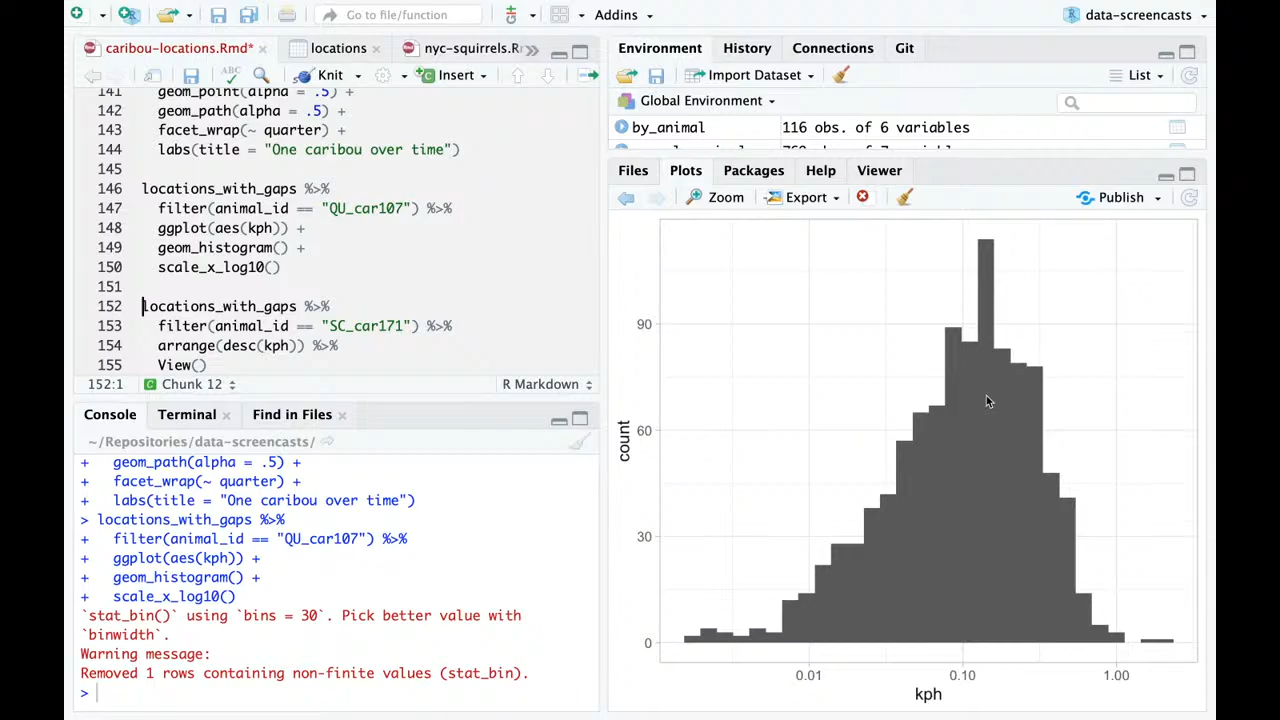 Go to file/function
Addins
data-screencasts
caribou-locations.Rmd*
locations
nyc-squirrels.R
ABC
Knit
Insert
141 geom_point(alpha = .5) +
142 geom_path(alpha = .5) +
143 facet_wrap(~ quarter) +
144 labs(title = "One caribou over time")
145
146 locations_with_gaps %>%
147 filter(animal_id == "QU_car107") %>%
148 ggplot(aes(kph)) +
149 geom_histogram() +
150 scale_x_log10()
151
152 locations_with_gaps %>%
153 filter(animal_id == "SC_car171") %>%
154 arrange(desc(kph)) %>%
155 View()
152:1 Chunk 12 R Markdown
Console Terminal Find in Files
~/Repositories/data-screencasts/
+ geom_path(alpha = .5) +
+ facet_wrap(~ quarter) +
+ labs(title = "One caribou over time")
> locations_with_gaps %>%
+ filter(animal_id == "QU_car107") %>%
+ ggplot(aes(kph)) +
+ geom_histogram() +
+ scale_x_log10()
`stat_bin()` using `bins = 30`. Pick better value with
`binwidth`.
Warning message:
Removed 1 rows containing non-finite values (stat_bin).
>
Environment History Connections Git
Import Dataset List
Global Environment
by_animal 116 obs. of 6 variables
Files Plots Packages Help Viewer
Zoom Export Publish
90
60
30
0
count
0.01 0.10 1.00
kph